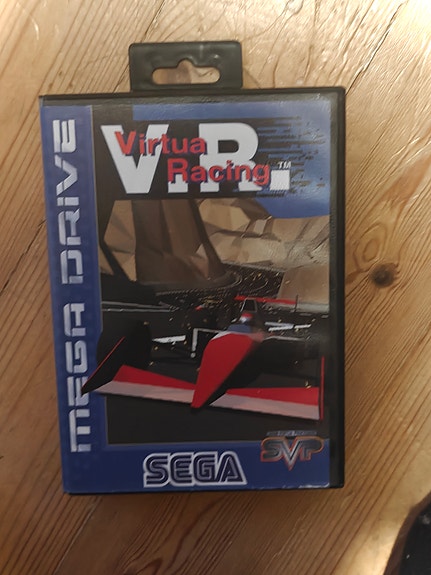 V.R.™
Virtua
Racing
MEGA DRIVE
SEGA
SVP